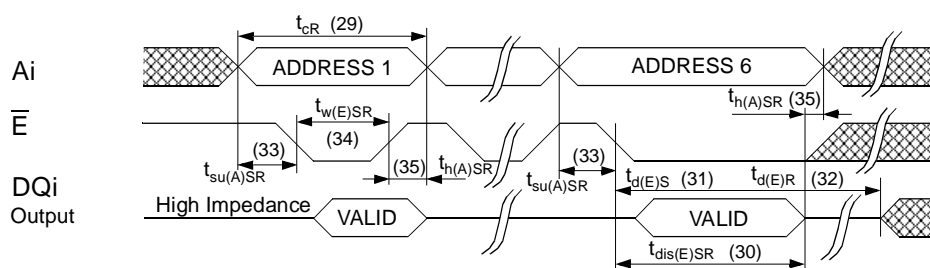 t_cR (29)
Ai
ADDRESS 1
ADDRESS 6
t_h(A)SR (35)
E
t_w(E)SR
(33)
(34)
(33)
t_su(A)SR
(35)
t_h(A)SR
t_su(A)SR
t_d(E)S (31)
t_d(E)R (32)
DQi
Output
High Impedance
VALID
VALID
t_dis(E)SR (30)